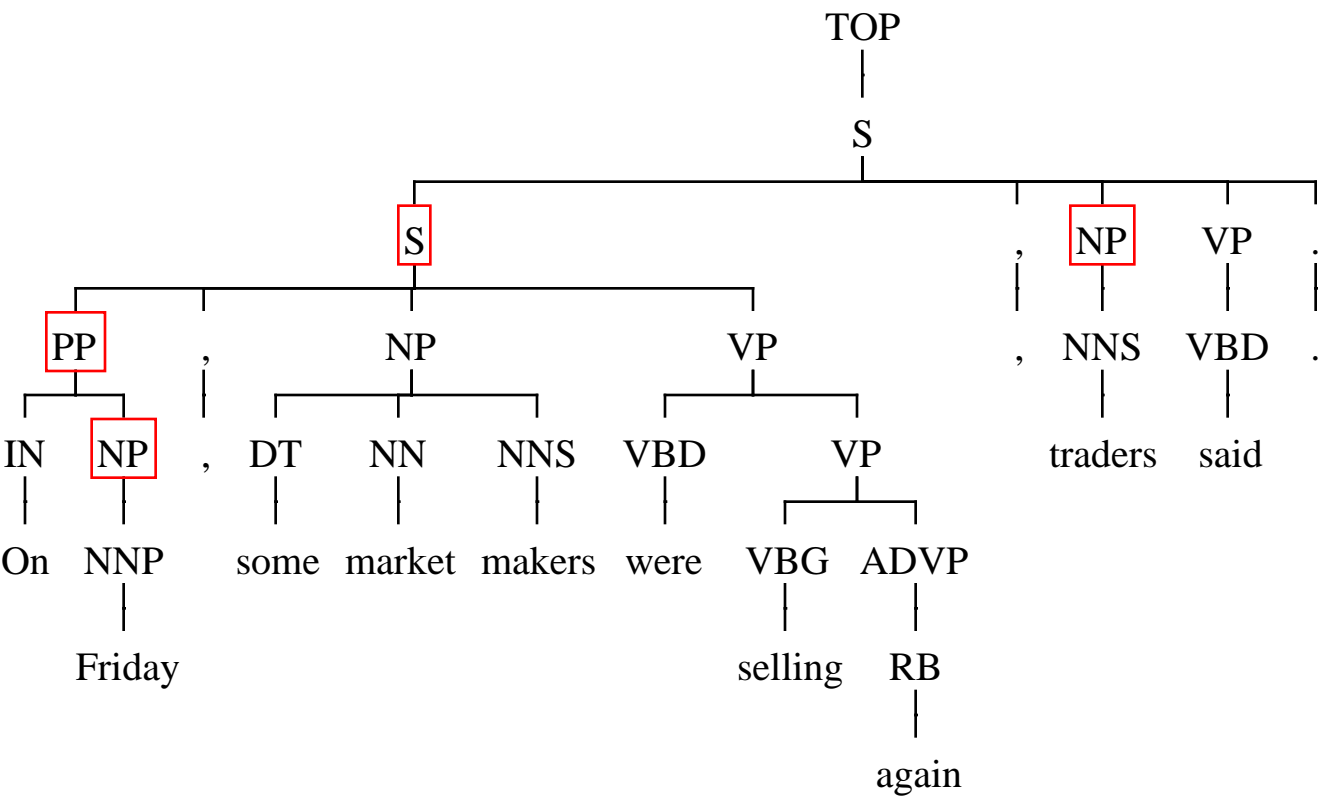 TOP
S
S , NP VP .
PP , NP VP , NNS VBD .
IN NP , DT NN NNS VBD VP traders said
On NNP some market makers were VBG ADVP
Friday selling RB
again